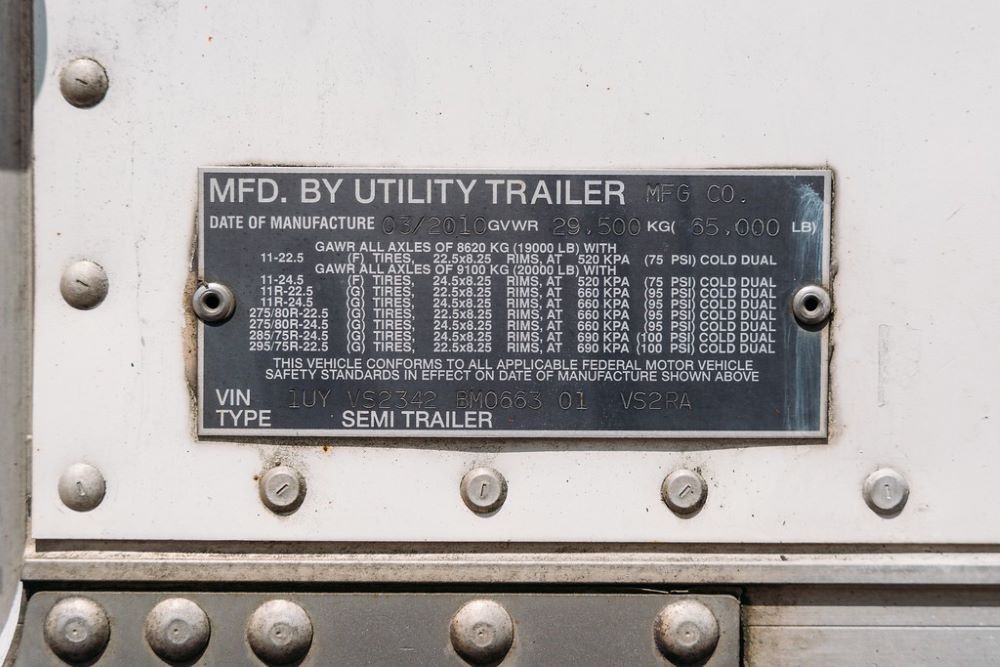 MFD. BY UTILITY TRAILER MFG CO.
DATE OF MANUFACTURE 03/2010 GVWR 29,500 KG( 65,000 LB)
GAWR ALL AXLES OF 8620 KG (19000 LB) WITH
11-22.5 (F) TIRES, 22.5x8.25 RIMS, AT 520 KPA (75 PSI) COLD DUAL
GAWR ALL AXLES OF 9100 KG (20000 LB) WITH
11-24.5 (F) TIRES, 24.5x8.25 RIMS, AT 520 KPA (75 PSI) COLD DUAL
11R-22.5 (G) TIRES, 22.5x8.25 RIMS, AT 660 KPA (95 PSI) COLD DUAL
11R-24.5 (G) TIRES, 24.5x8.25 RIMS, AT 660 KPA (95 PSI) COLD DUAL
275/80R-22.5 (G) TIRES, 22.5x8.25 RIMS, AT 660 KPA (95 PSI) COLD DUAL
275/80R-24.5 (G) TIRES, 24.5x8.25 RIMS, AT 660 KPA (95 PSI) COLD DUAL
285/75R-24.5 (G) TIRES, 24.5x8.25 RIMS, AT 690 KPA (100 PSI) COLD DUAL
295/75R-22.5 (G) TIRES, 22.5x8.25 RIMS, AT 690 KPA (100 PSI) COLD DUAL
THIS VEHICLE CONFORMS TO ALL APPLICABLE FEDERAL MOTOR VEHICLE
SAFETY STANDARDS IN EFFECT ON DATE OF MANUFACTURE SHOWN ABOVE
VIN 1UY VS2342 BM0663 01 VS2RA
TYPE SEMI TRAILER